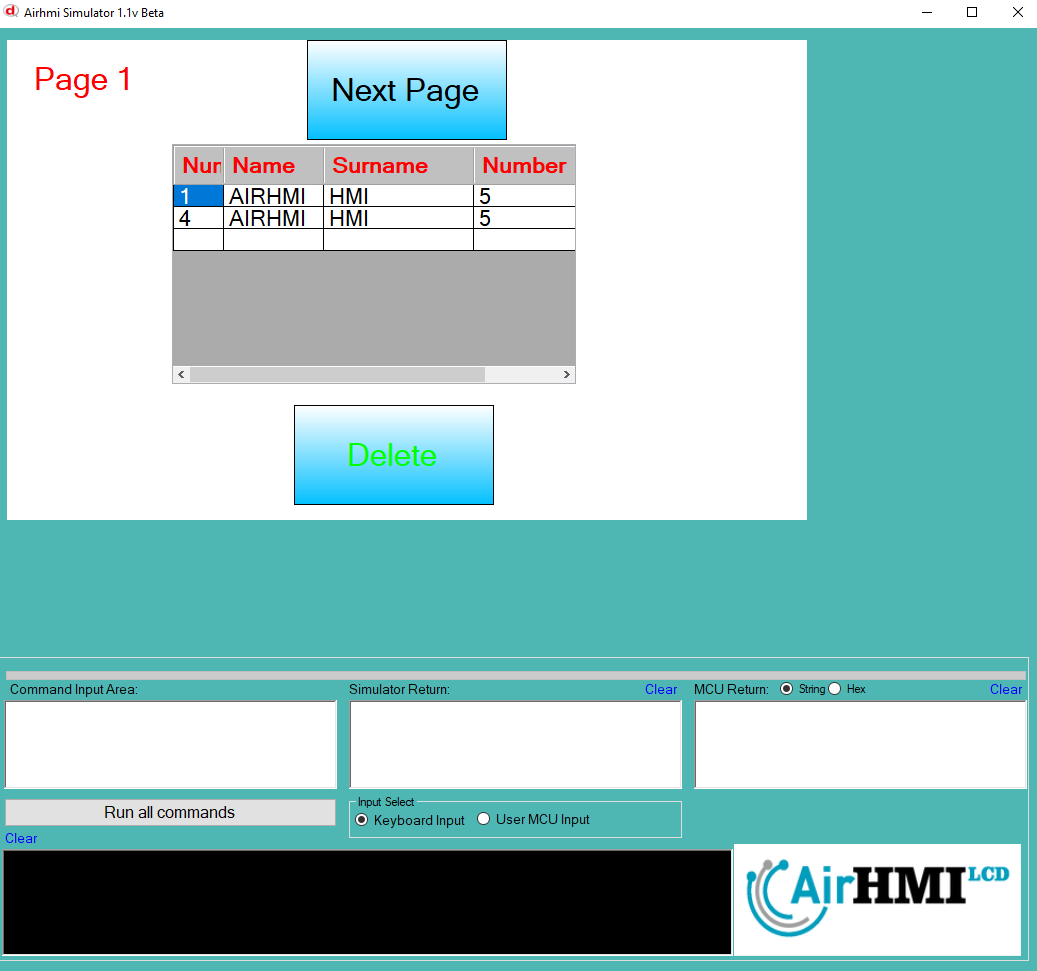 Airhmi Simulator 1.1v Beta
Page 1
Next Page
Nun Name Surname Number
1 AIRHMI HMI 5
4 AIRHMI HMI 5
Delete
Command Input Area: Simulator Return: Clear MCU Return: String Hex Clear
Run all commands
Input Select
Keyboard Input User MCU Input
Clear
AirHMI LCD